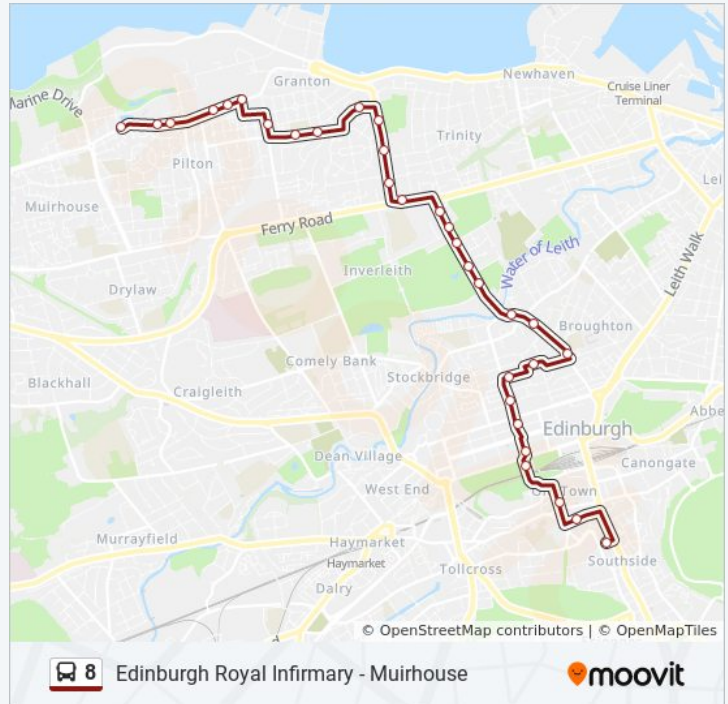 Marine Drive
Granton
Newhaven
Cruise Liner
Terminal
Trinity
Pilton
Lei
Muirhouse
Ferry Road
Water of Leith
Inverleith
Leith Walk
Drylaw
Broughton
Comely Bank
Stockbridge
Blackhall
Craigleith
Abbe
Edinburgh
Dean Village
Canongate
West End
Old Town
Murrayfield
Haymarket
Haymarket
Southside
Tollcross
Dalry
© OpenStreetMap contributors | © OpenMapTiles
8 Edinburgh Royal Infirmary - Muirhouse
moovit